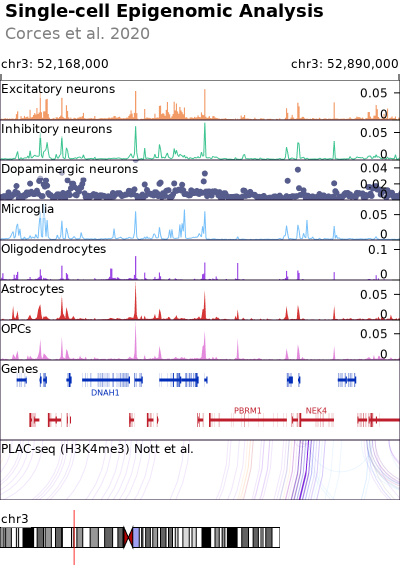 Single-cell Epigenomic Analysis
Corces et al. 2020
chr3: 52,168,000 chr3: 52,890,000
Excitatory neurons 0.05
0
Inhibitory neurons 0.05
0
Dopaminergic neurons 0.04
0.02
0
Microglia 0.05
0
Oligodendrocytes 0.1
0
Astrocytes 0.05
0
OPCs 0.05
0
Genes
DNAH1
PBRM1 NEK4
PLAC-seq (H3K4me3) Nott et al.
chr3